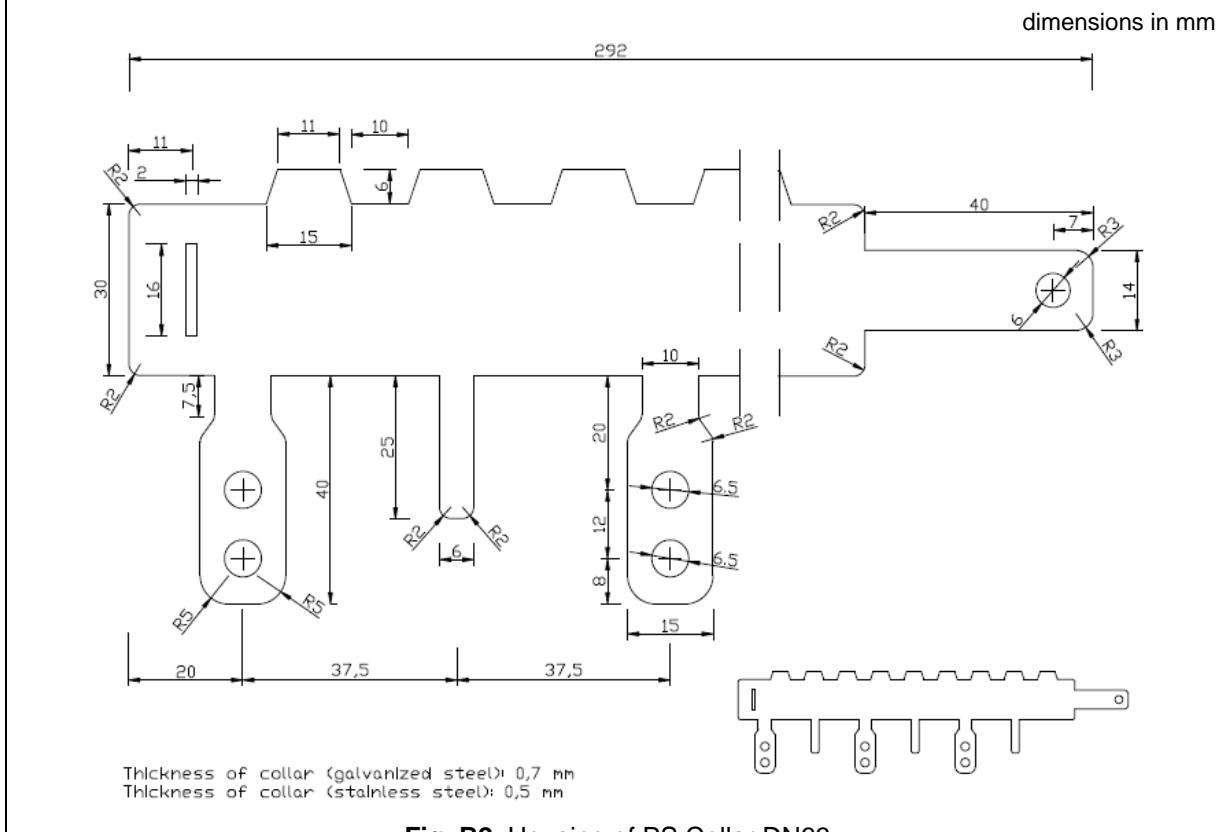 dimensions in mm
292
11
10
11
2
R2
6
15
40
7
R3
R2
30
16
14
6
R3
R2
10
R2
7,5
25
40
20
R2
R2
6.5
12
6.5
8
R2
R2
6
R5
R5
15
20
37,5
37,5
Thickness of collar (galvanized steel): 0,7 mm
Thickness of collar (stainless steel): 0,5 mm